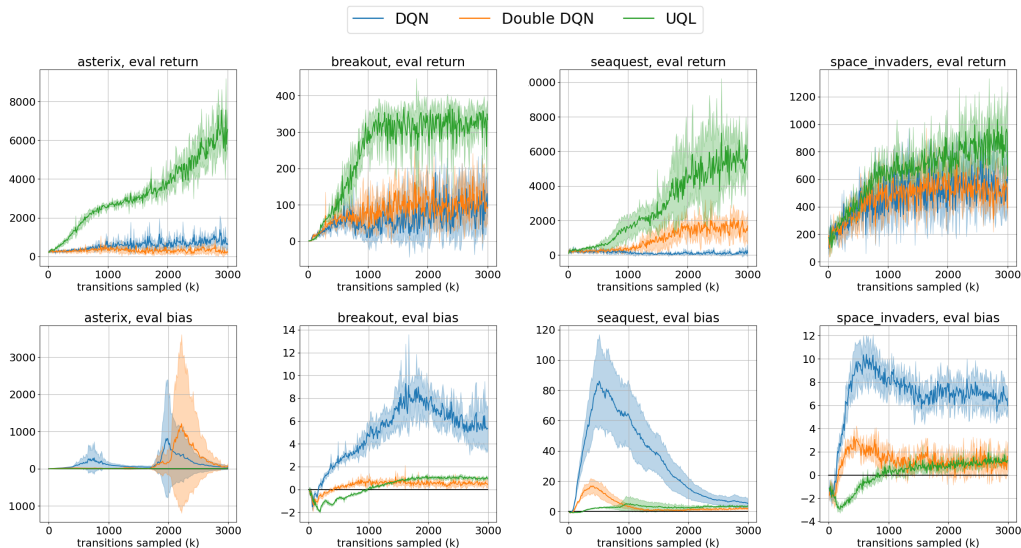 DQN Double DQN UQL
asterix, eval return breakout, eval return seaquest, eval return space_invaders, eval return
8000
6000
4000
2000
0
0 1000 2000 3000
transitions sampled (k)
400
300
200
100
0
0 1000 2000 3000
transitions sampled (k)
0000
8000
6000
4000
2000
0
0 1000 2000 3000
transitions sampled (k)
1200
1000
800
600
400
200
0
0 1000 2000 3000
transitions sampled (k)
asterix, eval bias breakout, eval bias seaquest, eval bias space_invaders, eval bias
3000
2000
1000
0
1000
0 1000 2000 3000
transitions sampled (k)
14
12
10
8
6
4
2
0
−2
0 1000 2000 3000
transitions sampled (k)
120
100
80
60
40
20
0
0 1000 2000 3000
transitions sampled (k)
12
10
8
6
4
2
0
−2
−4
0 1000 2000 3000
transitions sampled (k)